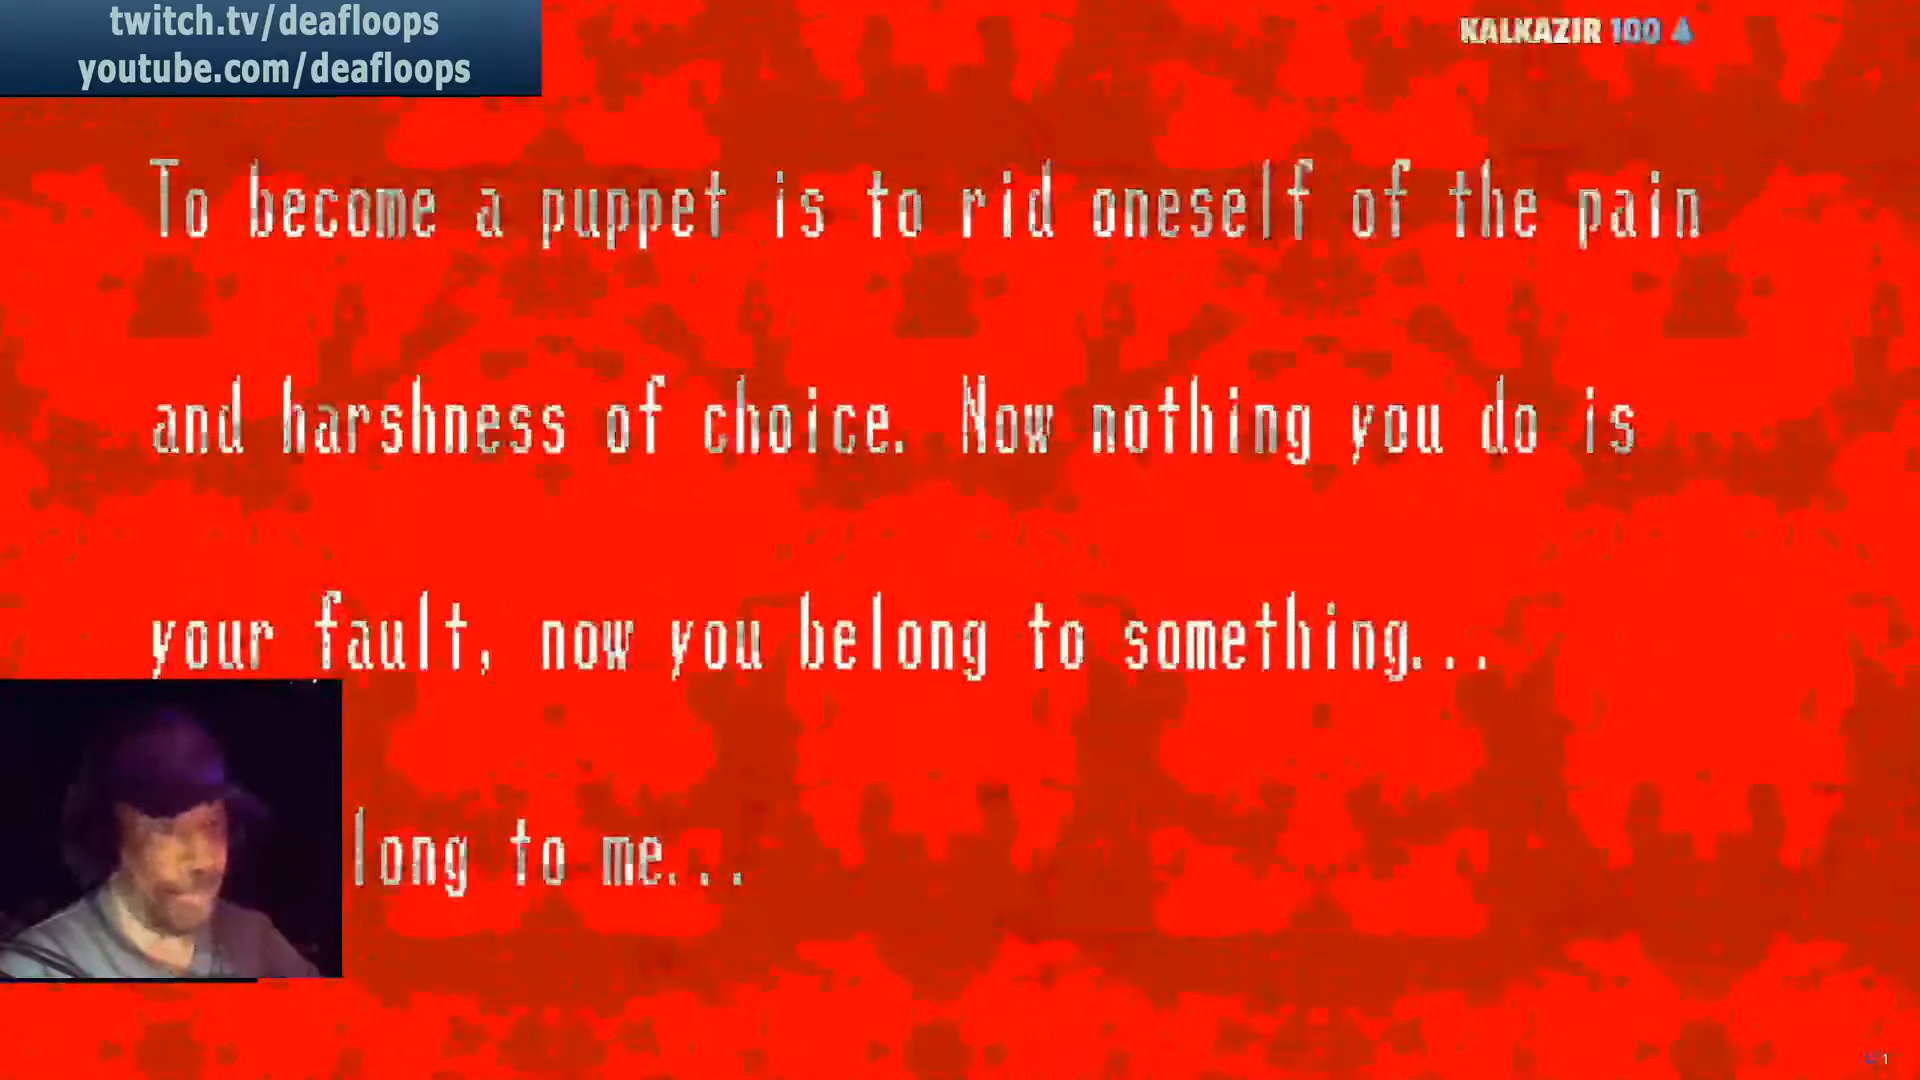 twitch.tv/deafloops
youtube.com/deafloops
KALKAZIR 100
To become a puppet is to rid oneself of the pain
and harshness of choice. Now nothing you do is
your fault, now you belong to something...
long to me...
1